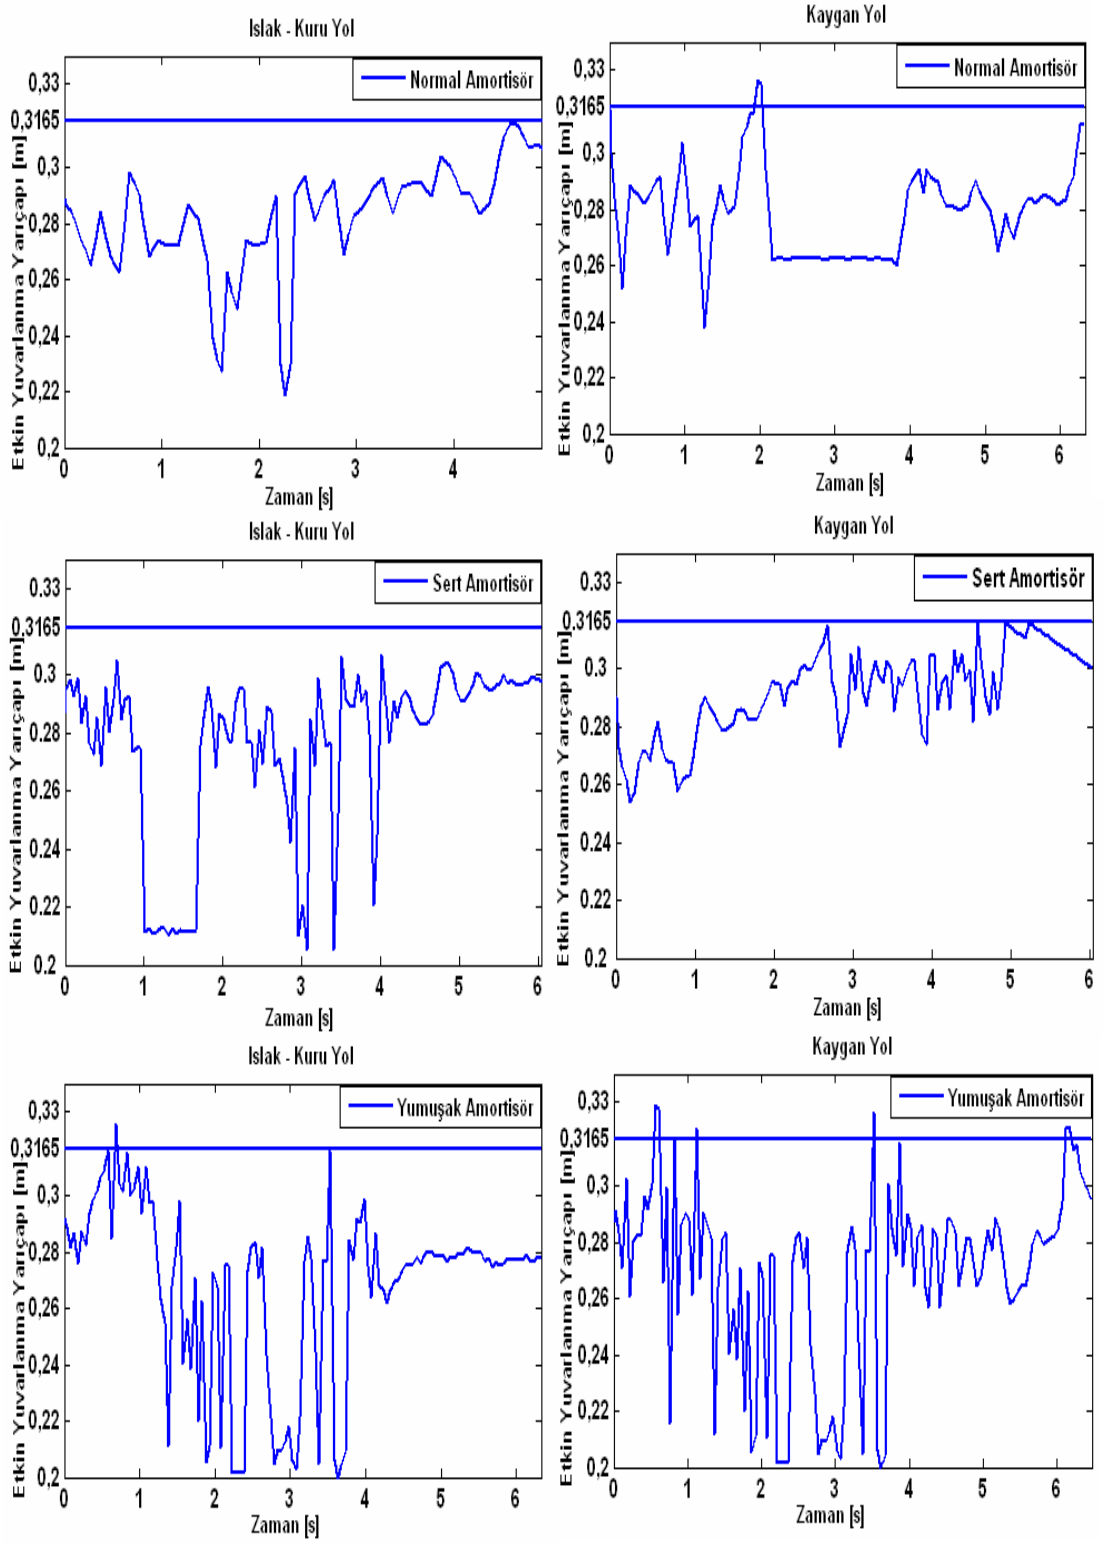 Islak - Kuru Yol
Normal Amortisör
Etkin Yuvarlanma Yarıçapı [m]
0,33
0,3165
0,3
0,28
0,26
0,24
0,22
0,2
0 1 2 3 4
Zaman [s]
Kaygan Yol
Normal Amortisör
Etkin Yuvarlanma Yarıçapı [m]
0,33
0,3165
0,3
0,28
0,26
0,24
0,22
0,2
0 1 2 3 4 5 6
Zaman [s]
Islak - Kuru Yol
Sert Amortisör
Etkin Yuvarlanma Yarıçapı [m]
0.33
0.3165
0.3
0.28
0.26
0.24
0.22
0.2
0 1 2 3 4 5 6
Zaman [s]
Kaygan Yol
Sert Amortisör
Etkin Yuvarlanma Yarıçapı [m]
0.33
0.3165
0.3
0.28
0.26
0.24
0.22
0.2
0 1 2 3 4 5 6
Zaman [s]
Islak - Kuru Yol
Yumuşak Amortisör
Etkin Yuvarlanma Yarıçapı [m]
0,33
0,3165
0,3
0,28
0,26
0,24
0,22
0,2
0 1 2 3 4 5 6
Zaman [s]
Kaygan Yol
Yumuşak Amortisör
Etkin Yuvarlanma Yarıçapı [m]
0,33
0,3165
0,3
0,28
0,26
0,24
0,22
0,2
0 1 2 3 4 5 6
Zaman [s]